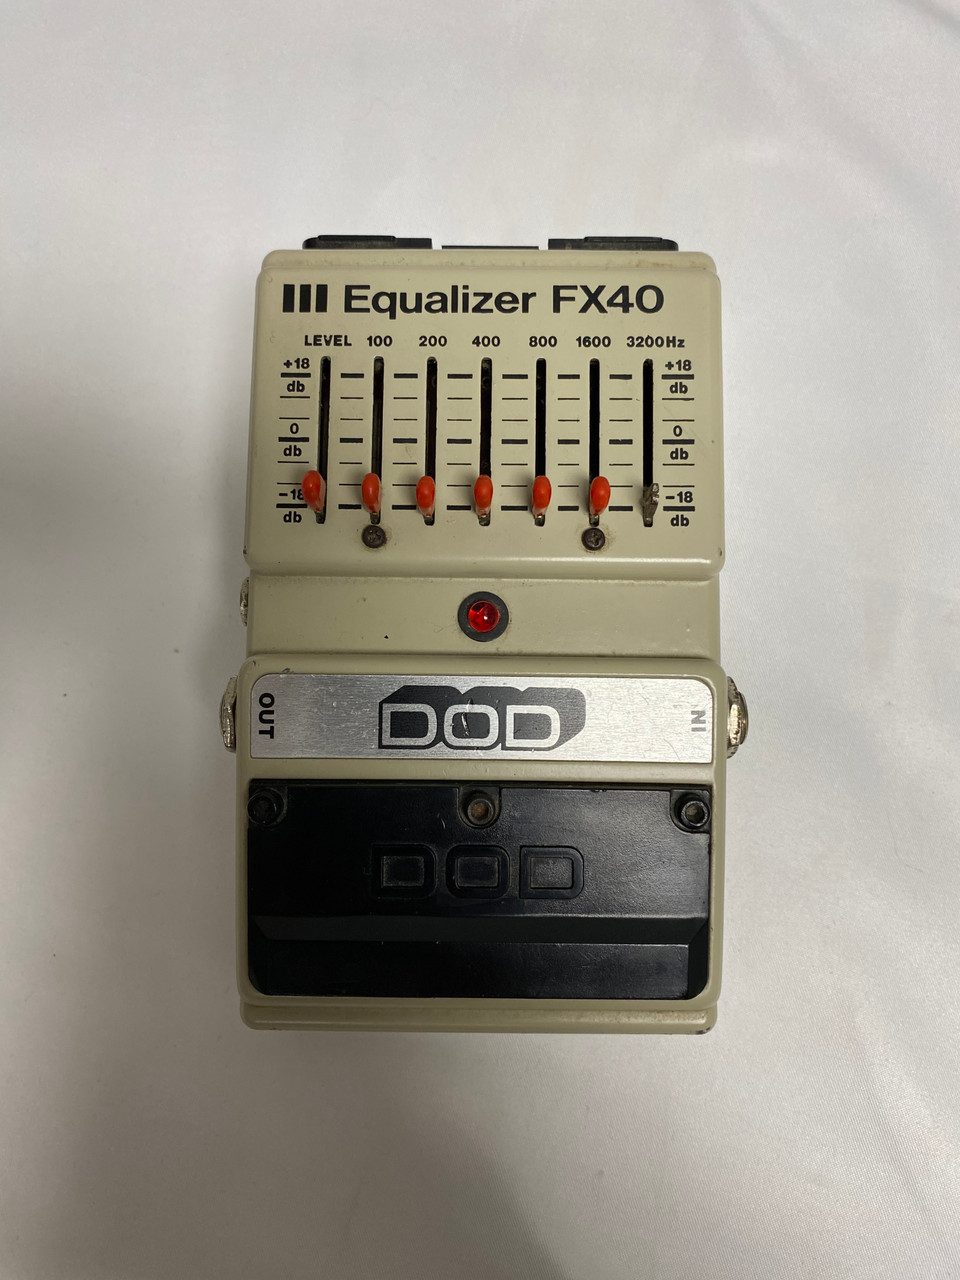 Equalizer FX40
LEVEL 100 200 400 800 1600 3200Hz
+18 +18
db db
0 0
db db
-18 -18
db db
OUT DOD IN
DOD